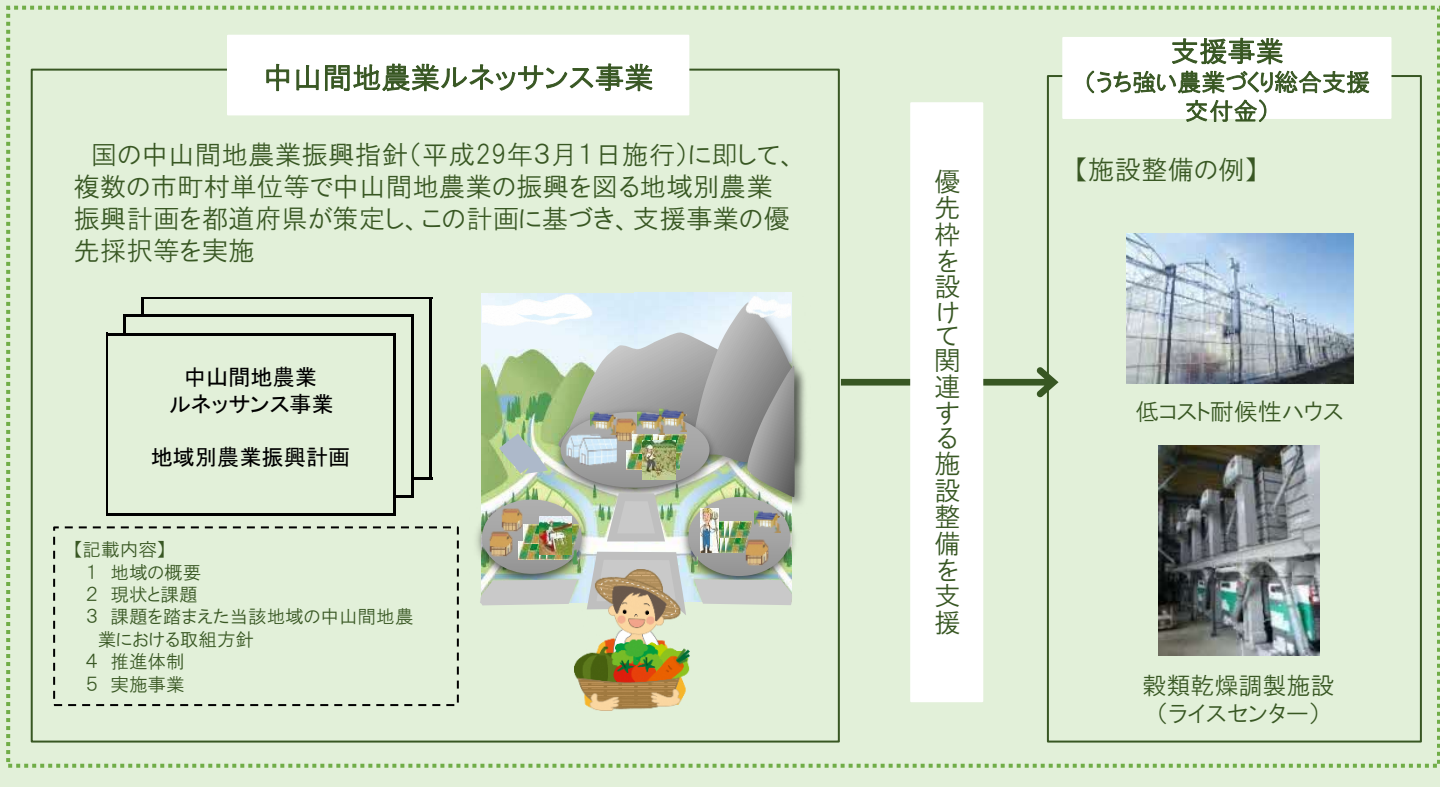 中山間地農業ルネッサンス事業
国の中山間地農業振興指針(平成29年3月1日施行)に即して、
複数の市町村単位等で中山間地農業の振興を図る地域別農業
振興計画を都道府県が策定し、この計画に基づき、支援事業の優
先採択等を実施
中山間地農業
ルネッサンス事業
地域別農業振興計画
【記載内容】
1 地域の概要
2 現状と課題
3 課題を踏まえた当該地域の中山間地農
業における取組方針
4 推進体制
5 実施事業
優先枠を設けて関連する施設整備を支援
支援事業
(うち強い農業づくり総合支援
交付金)
【施設整備の例】
低コスト耐候性ハウス
穀類乾燥調製施設
(ライスセンター)